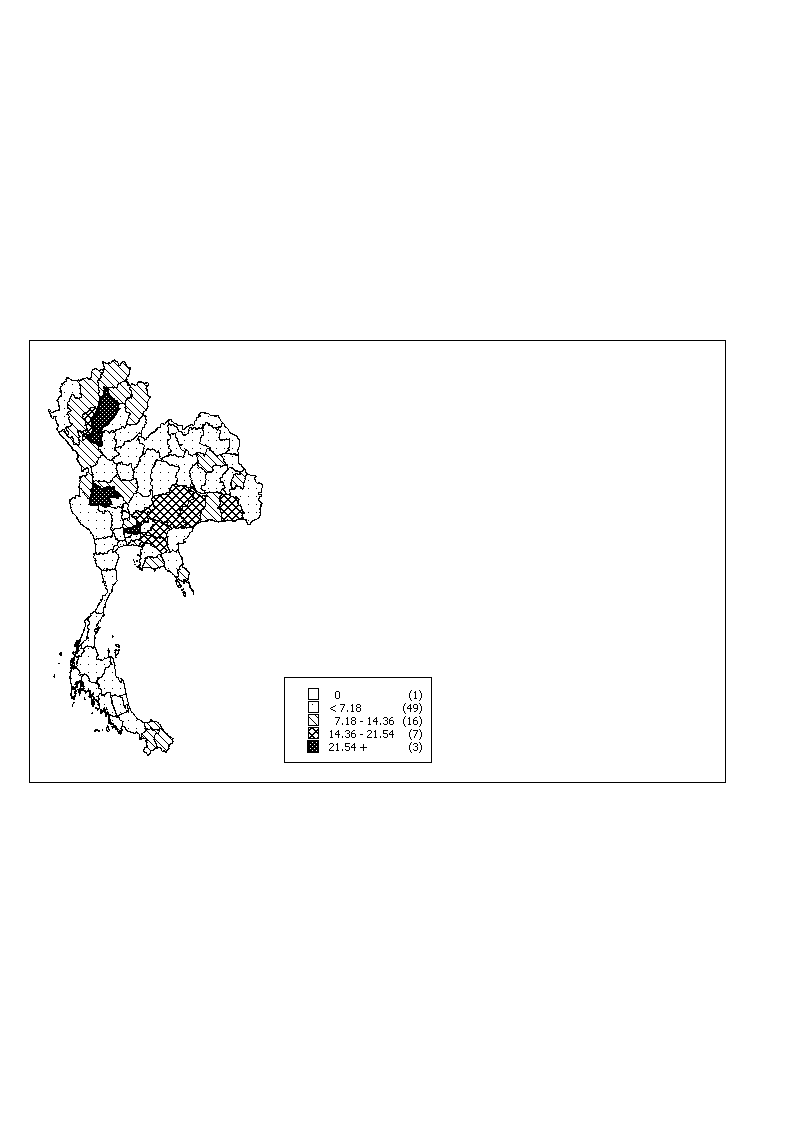 0 (1)
< 7.18 (49)
7.18 - 14.36 (16)
14.36 - 21.54 (7)
21.54 + (3)